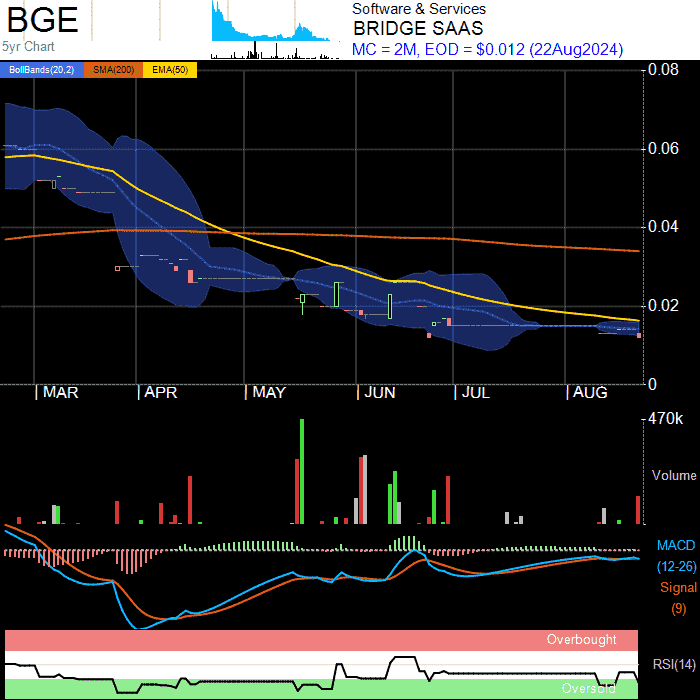 BGE
5yr Chart
Software & Services
BRIDGE SAAS
MC = 2M, EOD = $0.012 (22Aug2024)
BollBands(20,2) SMA(200) EMA(50)
0.08
0.06
0.04
0.02
0
| MAR | APR | MAY | JUN | JUL | AUG
470k
Volume
MACD
(12-26)
Signal
(9)
Overbought
RSI(14)
Oversold